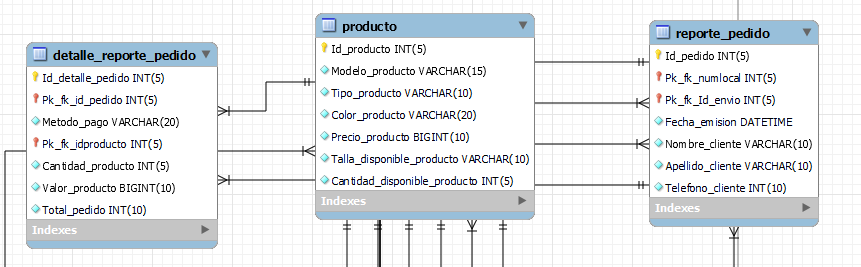 detalle_reporte_pedido
Id_detalle_pedido INT(5)
Pk_fk_id_pedido INT(5)
Metodo_pago VARCHAR(20)
Pk_fk_idproducto INT(5)
Cantidad_producto INT(5)
Valor_producto BIGINT(10)
Total_pedido INT(10)
Indexes
producto
Id_producto INT(5)
Modelo_producto VARCHAR(15)
Tipo_producto VARCHAR(10)
Color_producto VARCHAR(20)
Precio_producto BIGINT(10)
Talla_disponible_producto VARCHAR(10)
Cantidad_disponible_producto INT(5)
Indexes
reporte_pedido
Id_pedido INT(5)
Pk_fk_numlocal INT(5)
Pk_fk_Id_envio INT(5)
Fecha_emision DATETIME
Nombre_cliente VARCHAR(10)
Apellido_cliente VARCHAR(10)
Telefono_cliente INT(10)
Indexes